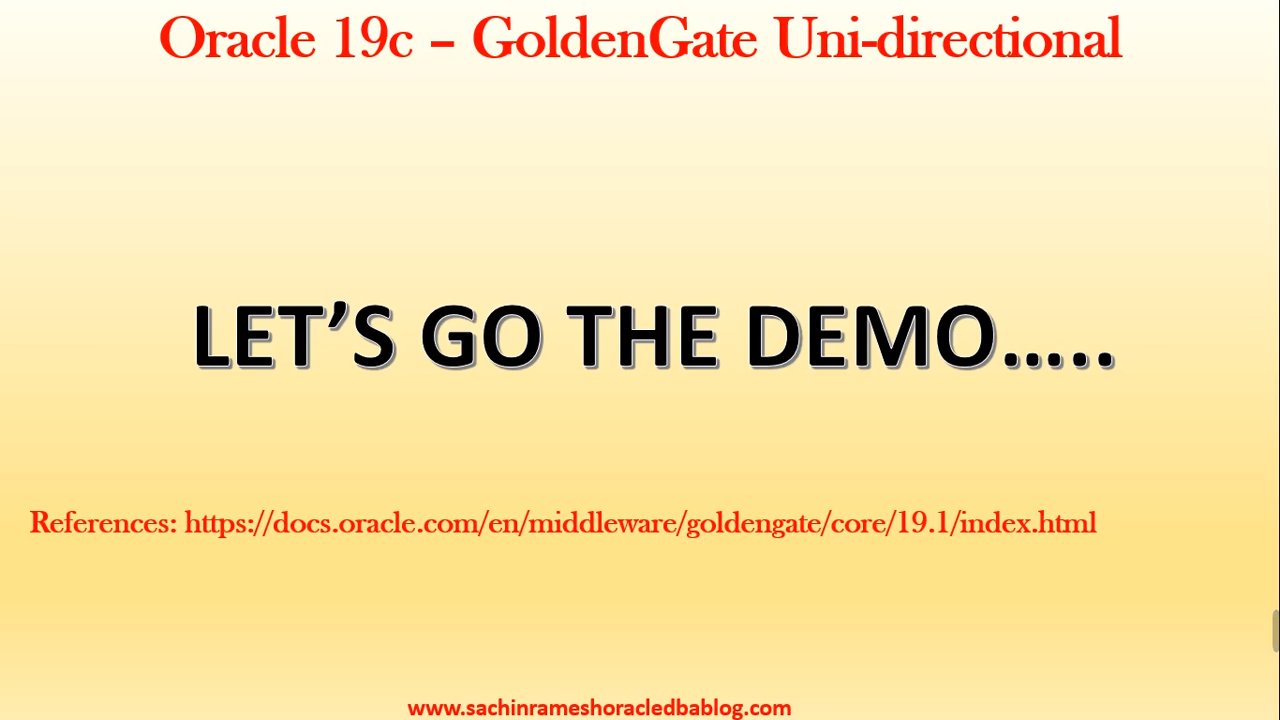 Oracle 19c – GoldenGate Uni-directional
LET’S GO THE DEMO…..
References: https://docs.oracle.com/en/middleware/goldengate/core/19.1/index.html
www.sachinrameshoracledbablog.com